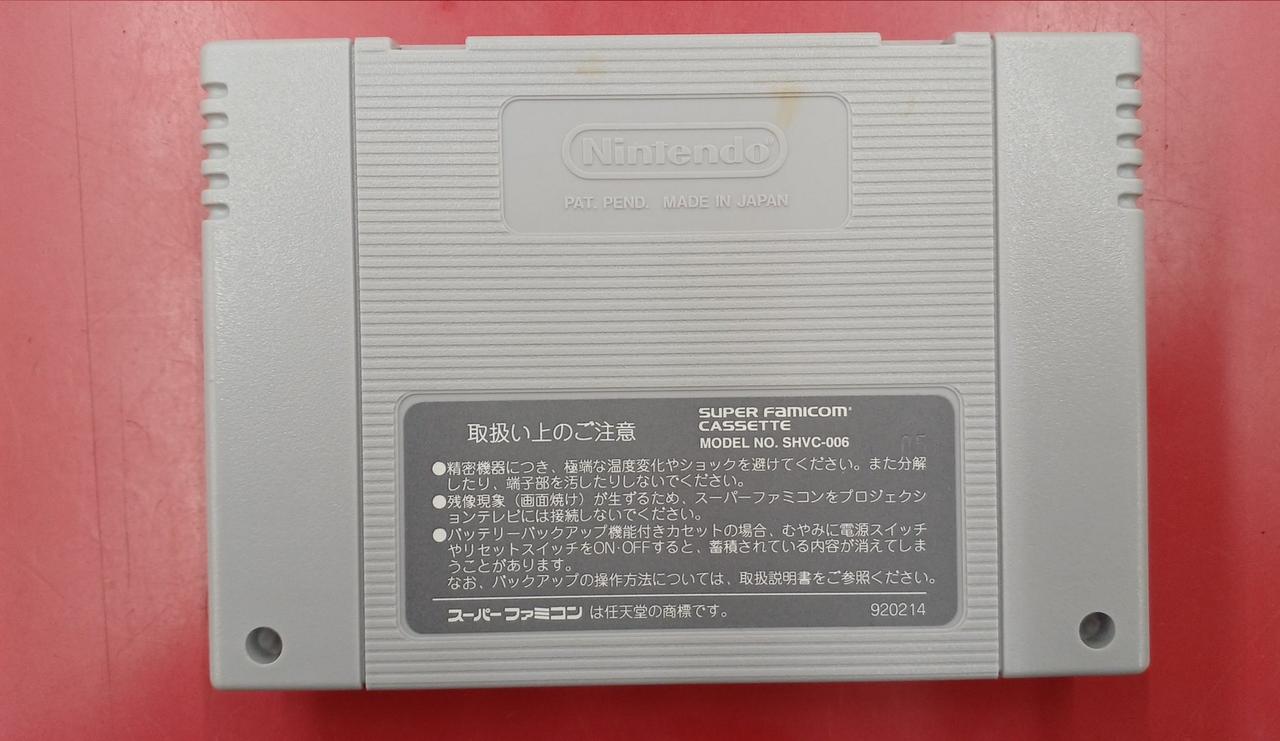 Nintendo
PAT. PEND. MADE IN JAPAN
取扱い上のご注意
SUPER FAMICOM
CASSETTE
MODEL NO. SHVC-006
05
●精密機器につき、極端な温度変化やショックを避けてください。また分解
したり、端子部を汚したりしないでください。
●残像現象（画面焼け）が生ずるため、スーパーファミコンをプロジェクシ
ョンテレビには接続しないでください。
●バッテリーバックアップ機能付きカセットの場合、むやみに電源スイッチ
やリセットスイッチをON·OFFすると、蓄積されている内容が消えてしま
うことがあります。
なお、バックアップの操作方法については、取扱説明書をご参照ください。
スーパーファミコン は任天堂の商標です。 920214